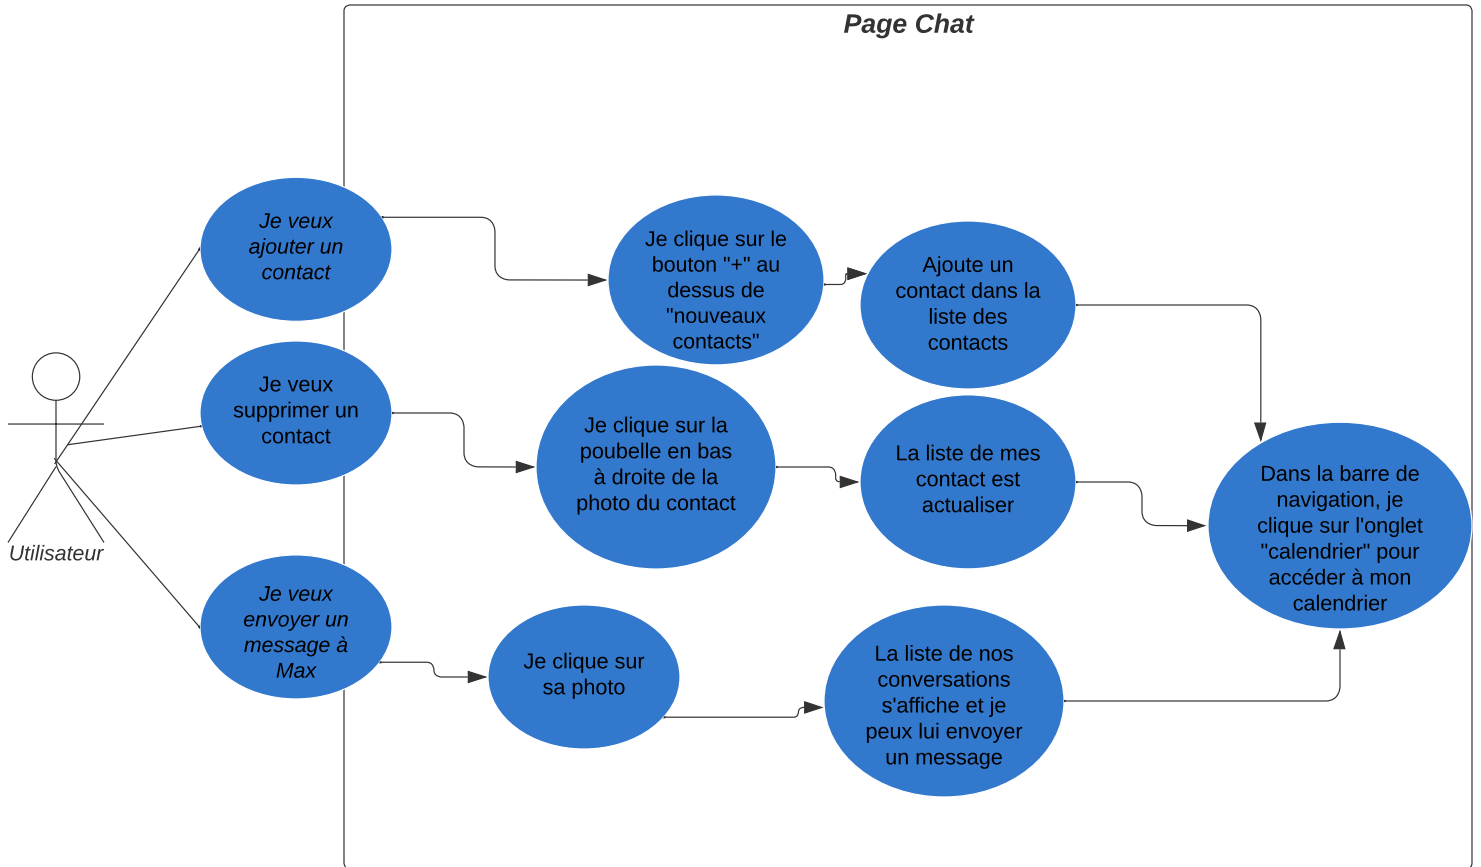 Page Chat
Je veux
ajouter un
contact
Je clique sur le
bouton "+" au
dessus de
"nouveaux
contacts"
Ajoute un
contact dans la
liste des
contacts
Je veux
supprimer un
contact
Je clique sur la
poubelle en bas
à droite de la
photo du contact
La liste de mes
contact est
actualiser
Dans la barre de
navigation, je
clique sur l'onglet
"calendrier" pour
accéder à mon
calendrier
Utilisateur
Je veux
envoyer un
message à
Max
Je clique sur
sa photo
La liste de nos
conversations
s'affiche et je
peux lui envoyer
un message